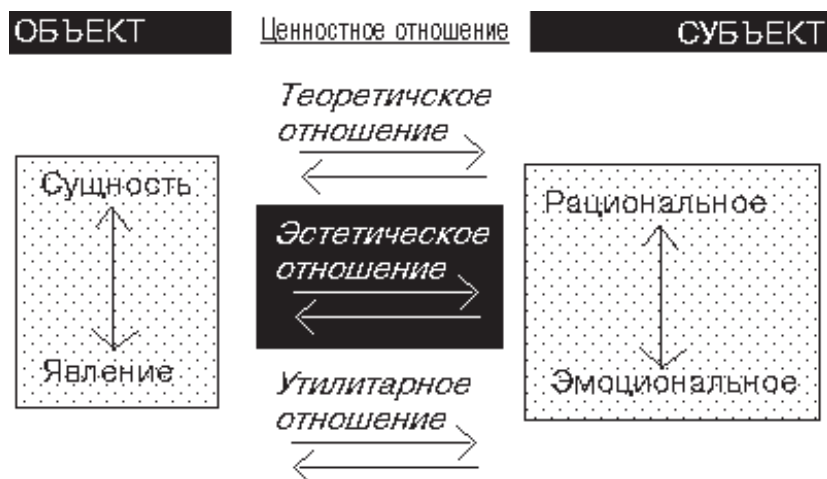 ОБЪЕКТ
Ценностное отношение
СУБЪЕКТ
Теоретичское
отношение
Сущность
Рациональное
Эстетическое
отношение
Явление
Эмоциональное
Утилитарное
отношение